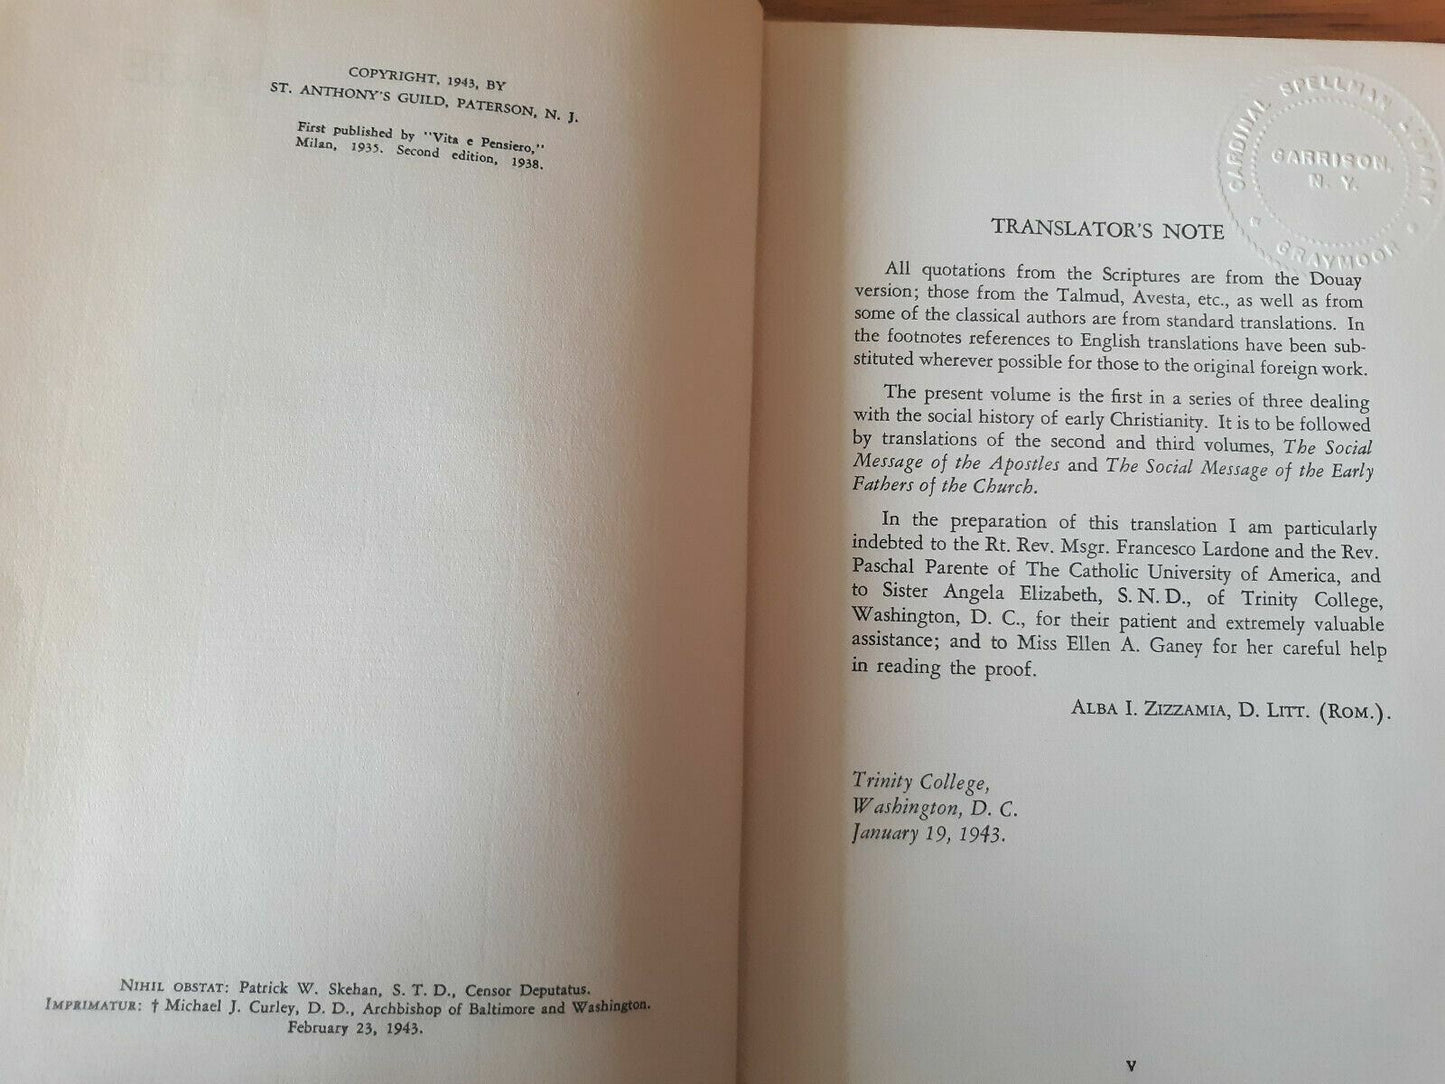 COPYRIGHT, 1943, BY
ST. ANTHONY'S GUILD, PATERSON, N. J.
First published by "Vita e Pensiero,"
Milan, 1935. Second edition, 1938.
NIHIL OBSTAT: Patrick W. Skehan, S. T. D., Censor Deputatus.
IMPRIMATUR: † Michael J. Curley, D. D., Archbishop of Baltimore and Washington.
February 23, 1943.
CARDINAL SPELLMAN LIBRARY
GARRISON,
N. Y.
GRAYMOOR
TRANSLATOR'S NOTE
All quotations from the Scriptures are from the Douay
version; those from the Talmud, Avesta, etc., as well as from
some of the classical authors are from standard translations. In
the footnotes references to English translations have been sub-
stituted wherever possible for those to the original foreign work.
The present volume is the first in a series of three dealing
with the social history of early Christianity. It is to be followed
by translations of the second and third volumes, The Social
Message of the Apostles and The Social Message of the Early
Fathers of the Church.
In the preparation of this translation I am particularly
indebted to the Rt. Rev. Msgr. Francesco Lardone and the Rev.
Paschal Parente of The Catholic University of America, and
to Sister Angela Elizabeth, S. N. D., of Trinity College,
Washington, D. C., for their patient and extremely valuable
assistance; and to Miss Ellen A. Ganey for her careful help
in reading the proof.
ALBA I. ZIZZAMIA, D. LITT. (ROM.).
Trinity College,
Washington, D. C.
January 19, 1943.
v